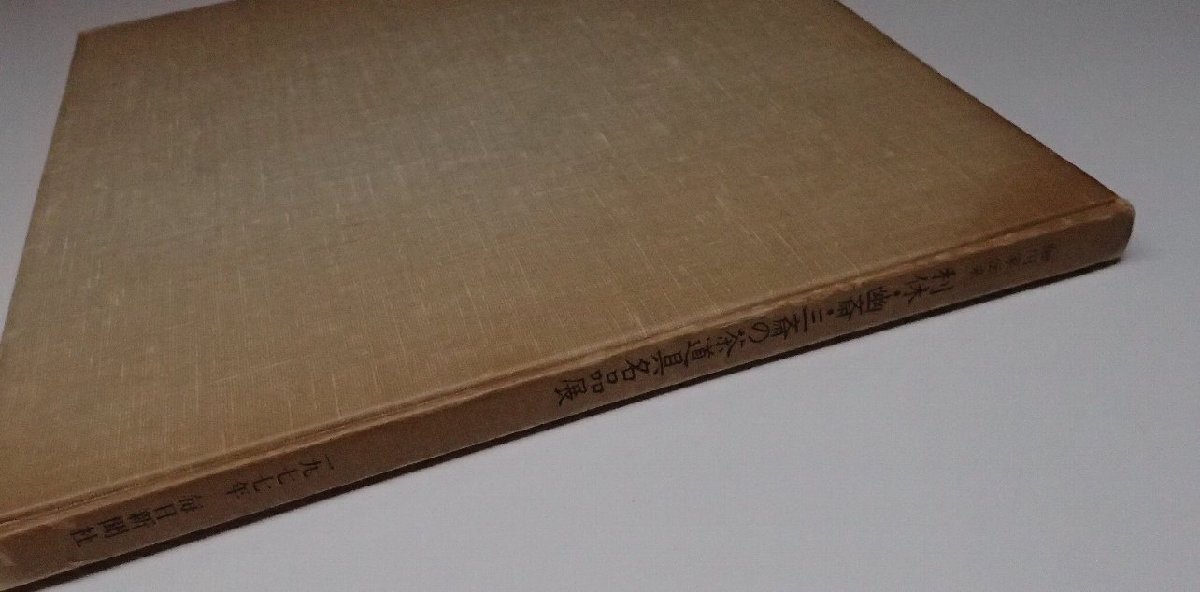 利休・幽斎・三斎の茶道具名品展
一九七七年 毎日新聞社